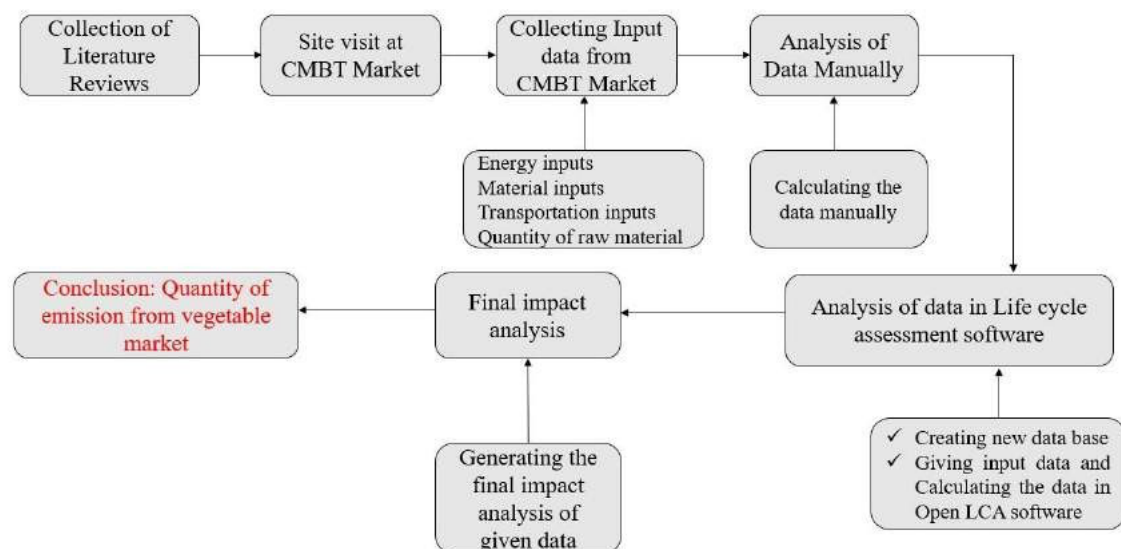 Collection of
Literature
Reviews
Site visit at
CMBT Market
Collecting Input
data from
CMBT Market
Analysis of
Data Manually
Energy inputs
Material inputs
Transportation inputs
Quantity of raw material
Calculating the
data manually
Conclusion: Quantity of
emission from vegetable
market
Final impact
analysis
Analysis of data in Life cycle
assessment software
Generating the
final impact
analysis of
given data
✓ Creating new data base
✓ Giving input data and
Calculating the data in
Open LCA software